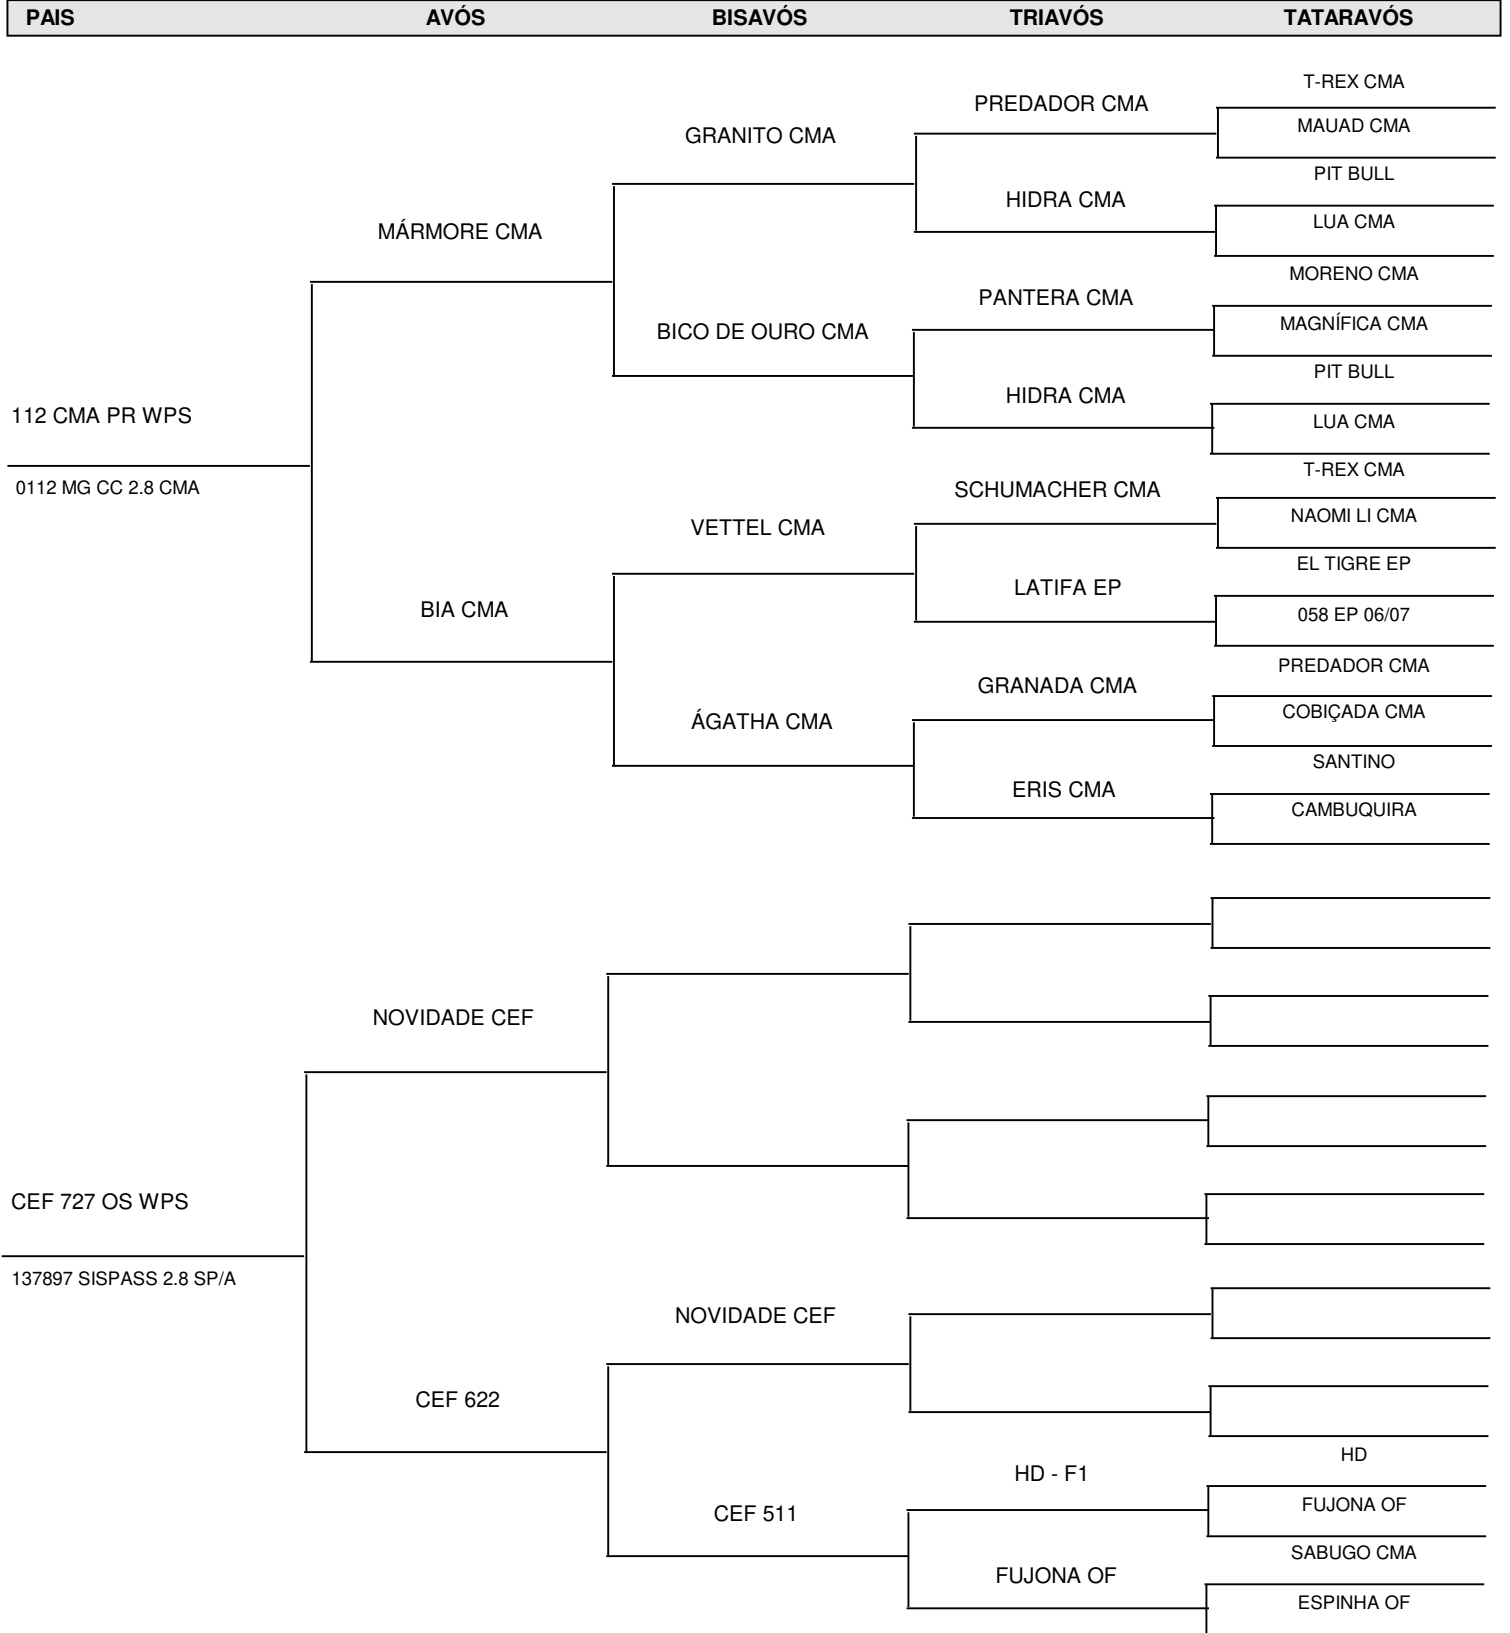 PAIS AVÓS BISAVÓS TRIAVÓS TATARAVÓS
T-REX CMA
PREDADOR CMA
MAUAD CMA
GRANITO CMA
PIT BULL
HIDRA CMA
LUA CMA
MÁRMORE CMA
MORENO CMA
PANTERA CMA
MAGNÍFICA CMA
BICO DE OURO CMA
PIT BULL
HIDRA CMA
LUA CMA
112 CMA PR WPS
0112 MG CC 2.8 CMA
T-REX CMA
SCHUMACHER CMA
NAOMI LI CMA
VETTEL CMA
EL TIGRE EP
LATIFA EP
058 EP 06/07
BIA CMA
PREDADOR CMA
GRANADA CMA
COBIÇADA CMA
ÁGATHA CMA
SANTINO
ERIS CMA
CAMBUQUIRA
NOVIDADE CEF
CEF 727 OS WPS
137897 SISPASS 2.8 SP/A
NOVIDADE CEF
CEF 622
HD
HD - F1
FUJONA OF
CEF 511
SABUGO CMA
FUJONA OF
ESPINHA OF